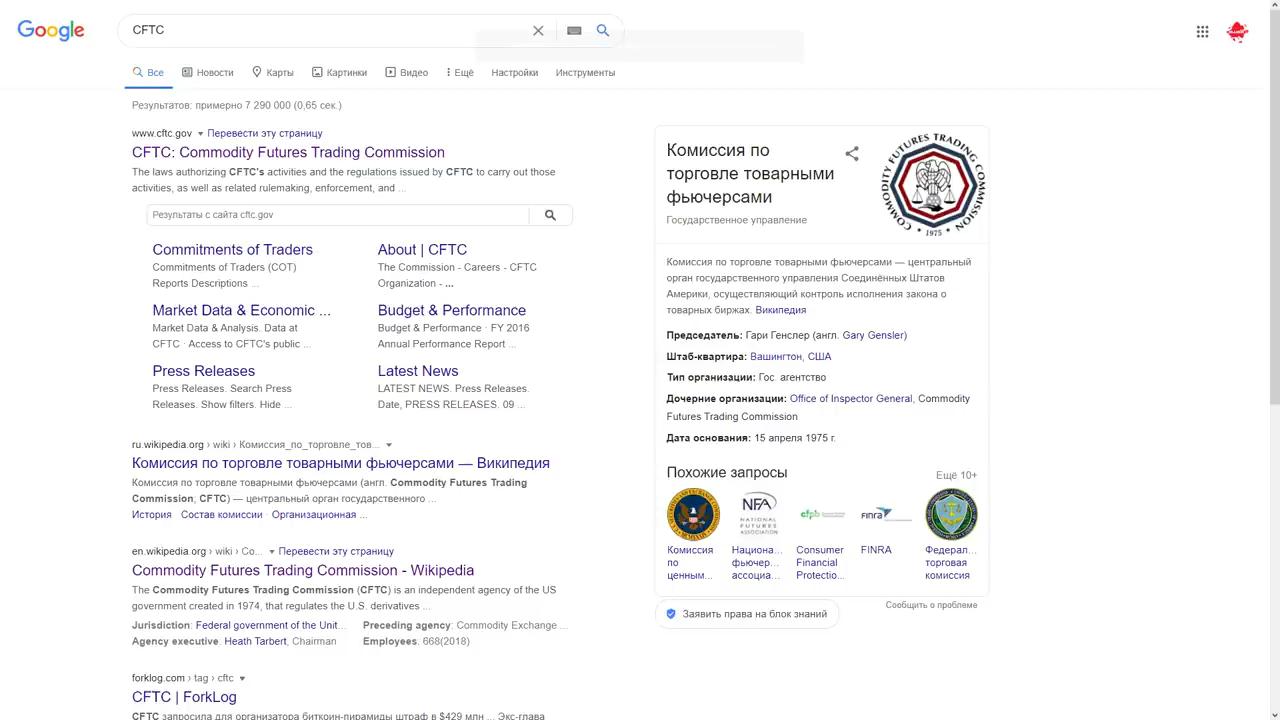 Google
CFTC
Все
Новости
Карты
Картинки
Видео
Ещё
Настройки
Инструменты
Результатов: примерно 7 290 000 (0,65 сек.)
www.cftc.gov Перевести эту страницу
CFTC: Commodity Futures Trading Commission
The laws authorizing CFTC's activities and the regulations issued by CFTC to carry out those
activities, as well as related rulemaking, enforcement, and ...
Результаты с сайта cftc.gov
Commitments of Traders
Commitments of Traders (COT)
Reports Descriptions ...
About | CFTC
The Commission - Careers - CFTC
Organization - ...
Market Data & Economic ...
Market Data & Analysis. Data at
CFTC · Access to CFTC's public ...
Budget & Performance
Budget & Performance · FY 2016
Annual Performance Report ...
Press Releases
Press Releases. Search Press
Releases. Show filters. Hide ...
Latest News
LATEST NEWS. Press Releases.
Date, PRESS RELEASES. 09 ...
ru.wikipedia.org › wiki › Комиссия_по_торговле_тов...
Комиссия по торговле товарными фьючерсами — Википедия
Комиссия по торговле товарными фьючерсами (англ. Commodity Futures Trading
Commission; CFTC) — центральный орган государственного ...
История · Состав комиссии · Организационная ...
en.wikipedia.org › wiki › Co... Перевести эту страницу
Commodity Futures Trading Commission - Wikipedia
The Commodity Futures Trading Commission (CFTC) is an independent agency of the US
government created in 1974, that regulates the U.S. derivatives ...
Jurisdiction: Federal government of the Unit...
Preceding agency: Commodity Exchange ...
Agency executive: Heath Tarbert, Chairman
Employees: 668(2018)
forklog.com › tag › cftc
CFTC | ForkLog
CFTC запросила для организатора биткоин-пирамиды штраф в $429 млн ... Экс-глава
Комиссия по
торговле товарными
фьючерсами
Государственное управление
COMMODITY FUTURES TRADING COMMISSION
1975
Комиссия по торговле товарными фьючерсами — центральный
орган государственного управления Соединённых Штатов
Америки, осуществляющий контроль исполнения закона о
товарных биржах. Википедия
Председатель: Гари Генслер (англ. Gary Gensler)
Штаб-квартира: Вашингтон, США
Тип организации: Гос. агентство
Дочерние организации: Office of Inspector General, Commodity
Futures Trading Commission
Дата основания: 15 апреля 1975 г.
Похожие запросы
Ещё 10+
NFA
NATIONAL
FUTURES
ASSOCIATION
cfpb
finra
Комиссия
по
ценным...
Национа...
фьючер...
ассоциа...
Consumer
Financial
Protectio...
FINRA
Федерал...
торговая
комиссия
Сообщить о проблеме
Заявить права на блок знаний